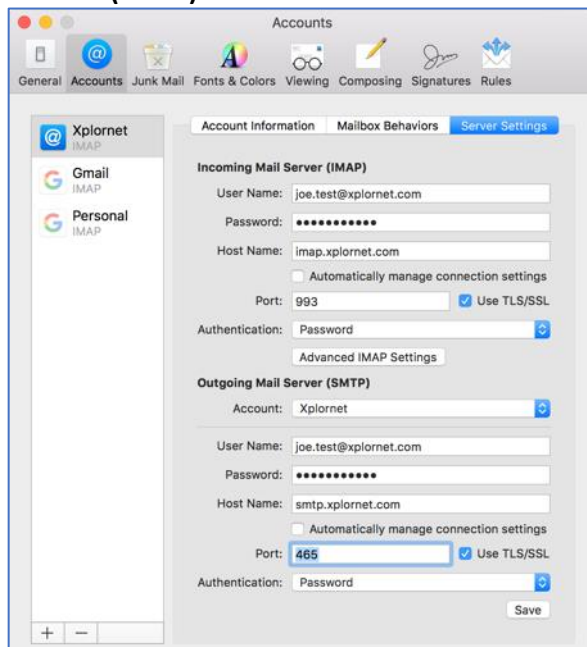 Accounts
General Accounts Junk Mail Fonts & Colors Viewing Composing Signatures Rules
Xplornet
IMAP
Gmail
IMAP
Personal
IMAP
Account Information Mailbox Behaviors Server Settings
Incoming Mail Server (IMAP)
User Name: joe.test@xplornet.com
Password: •••••••••••
Host Name: imap.xplornet.com
Automatically manage connection settings
Port: 993 Use TLS/SSL
Authentication: Password
Advanced IMAP Settings
Outgoing Mail Server (SMTP)
Account: Xplornet
User Name: joe.test@xplornet.com
Password: •••••••••••
Host Name: smtp.xplornet.com
Automatically manage connection settings
Port: 465 Use TLS/SSL
Authentication: Password
Save